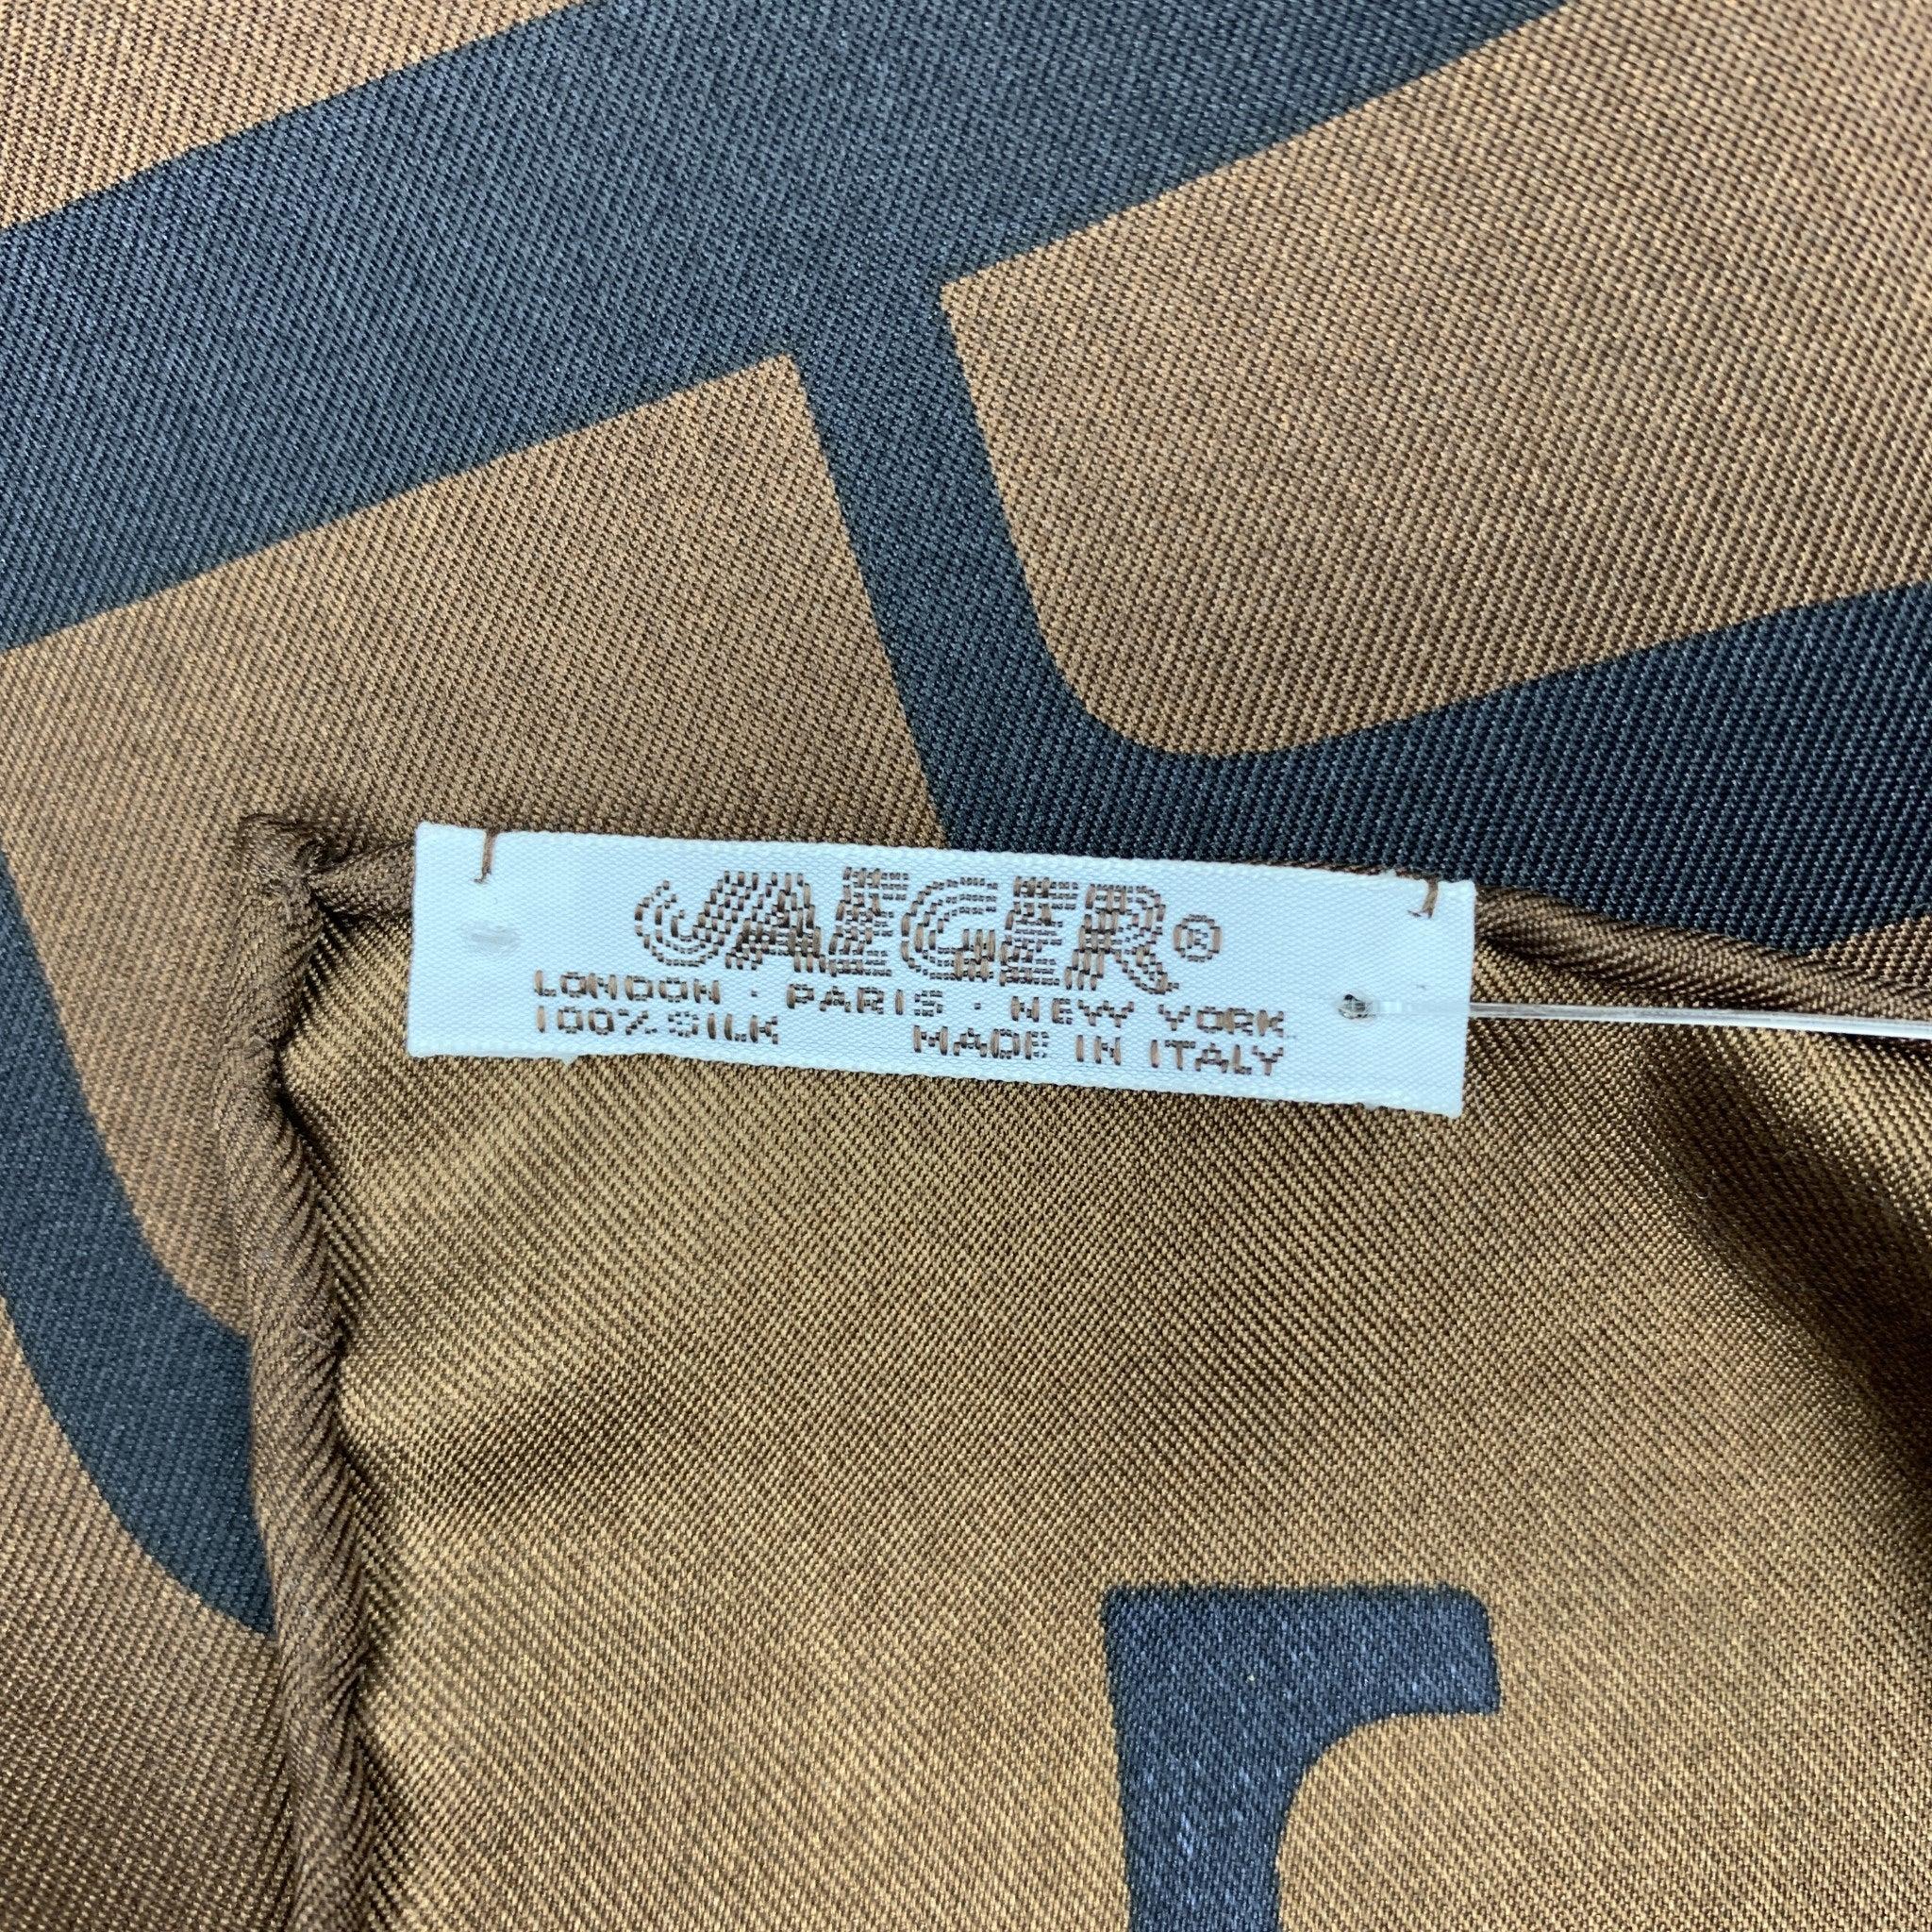 JAEGER®
LONDON · PARIS · NEW YORK
100% SILK MADE IN ITALY